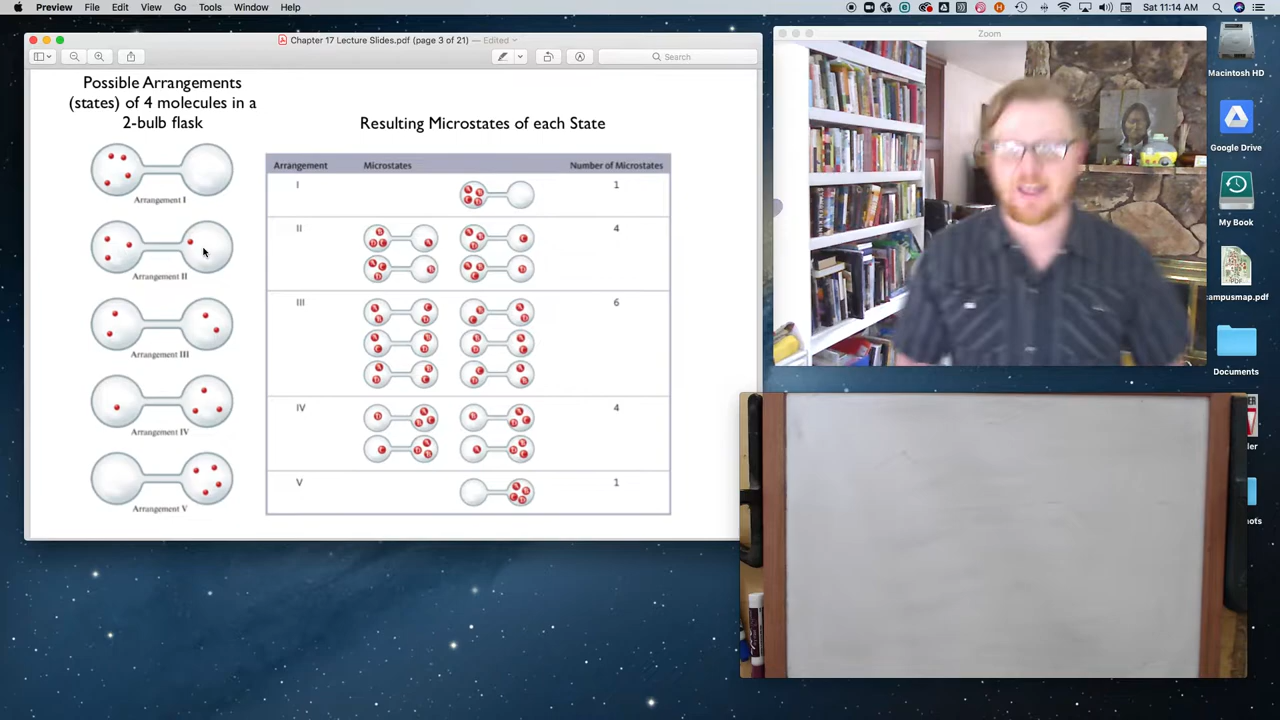 Preview File Edit View Go Tools Window Help
Sat 11:14 AM
Chapter 17 Lecture Slides.pdf (page 3 of 21) — Edited
Search
Possible Arrangements
(states) of 4 molecules in a
2-bulb flask
Arrangement I
Arrangement II
Arrangement III
Arrangement IV
Arrangement V
Resulting Microstates of each State
Arrangement Microstates Number of Microstates
I 1
II 4
III 6
IV 4
V 1
Zoom
Macintosh HD
Google Drive
My Book
PDF
campusmap.pdf
Documents